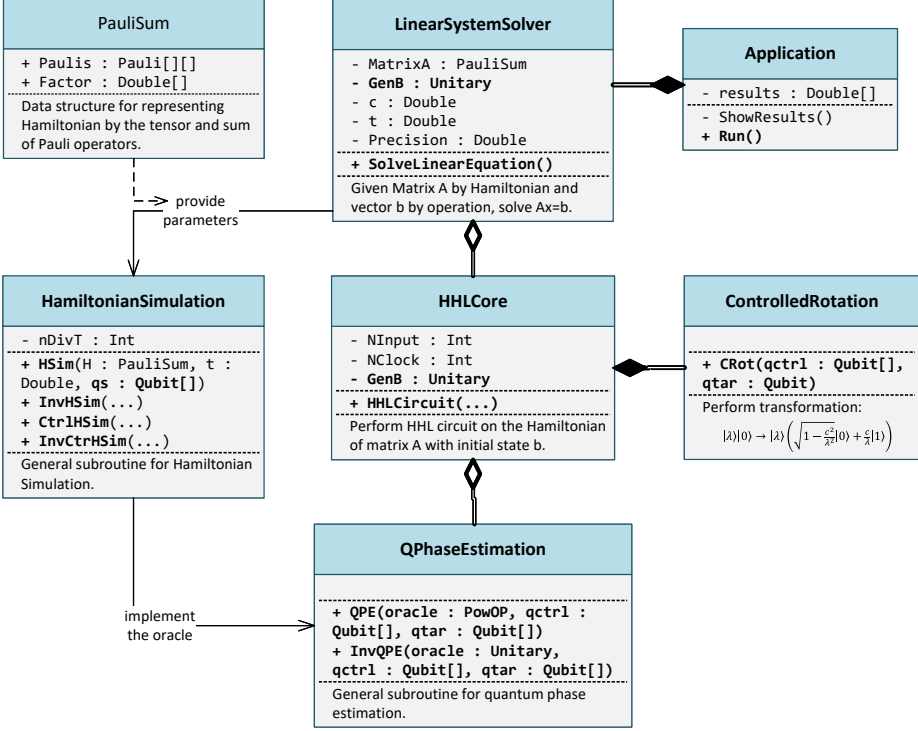 PauliSum
+ Paulis : Pauli[][]
+ Factor : Double[]
Data structure for representing
Hamiltonian by the tensor and sum
of Pauli operators.
LinearSystemSolver
- MatrixA : PauliSum
- GenB : Unitary
- c : Double
- t : Double
- Precision : Double
+ SolveLinearEquation()
Given Matrix A by Hamiltonian and
vector b by operation, solve Ax=b.
Application
- results : Double[]
- ShowResults()
+ Run()
provide
parameters
HamiltonianSimulation
- nDivT : Int
+ HSim(H : PauliSum, t :
Double, qs : Qubit[])
+ InvHSim(...)
+ CtrlHSim(...)
+ InvCtrHSim(...)
General subroutine for Hamiltonian
Simulation.
HHLCore
- NInput : Int
- NClock : Int
- GenB : Unitary
+ HHLCircuit(...)
Perform HHL circuit on the Hamiltonian
of matrix A with initial state b.
ControlledRotation
+ CRot(qctrl : Qubit[],
qtar : Qubit)
Perform transformation:
|λ⟩|0⟩ → |λ⟩(√(1 − c²/λ²)|0⟩ + c/λ|1⟩)
QPhaseEstimation
+ QPE(oracle : PowOP, qctrl :
Qubit[], qtar : Qubit[])
+ InvQPE(oracle : Unitary,
qctrl : Qubit[], qtar : Qubit[])
General subroutine for quantum phase
estimation.
implement
the oracle